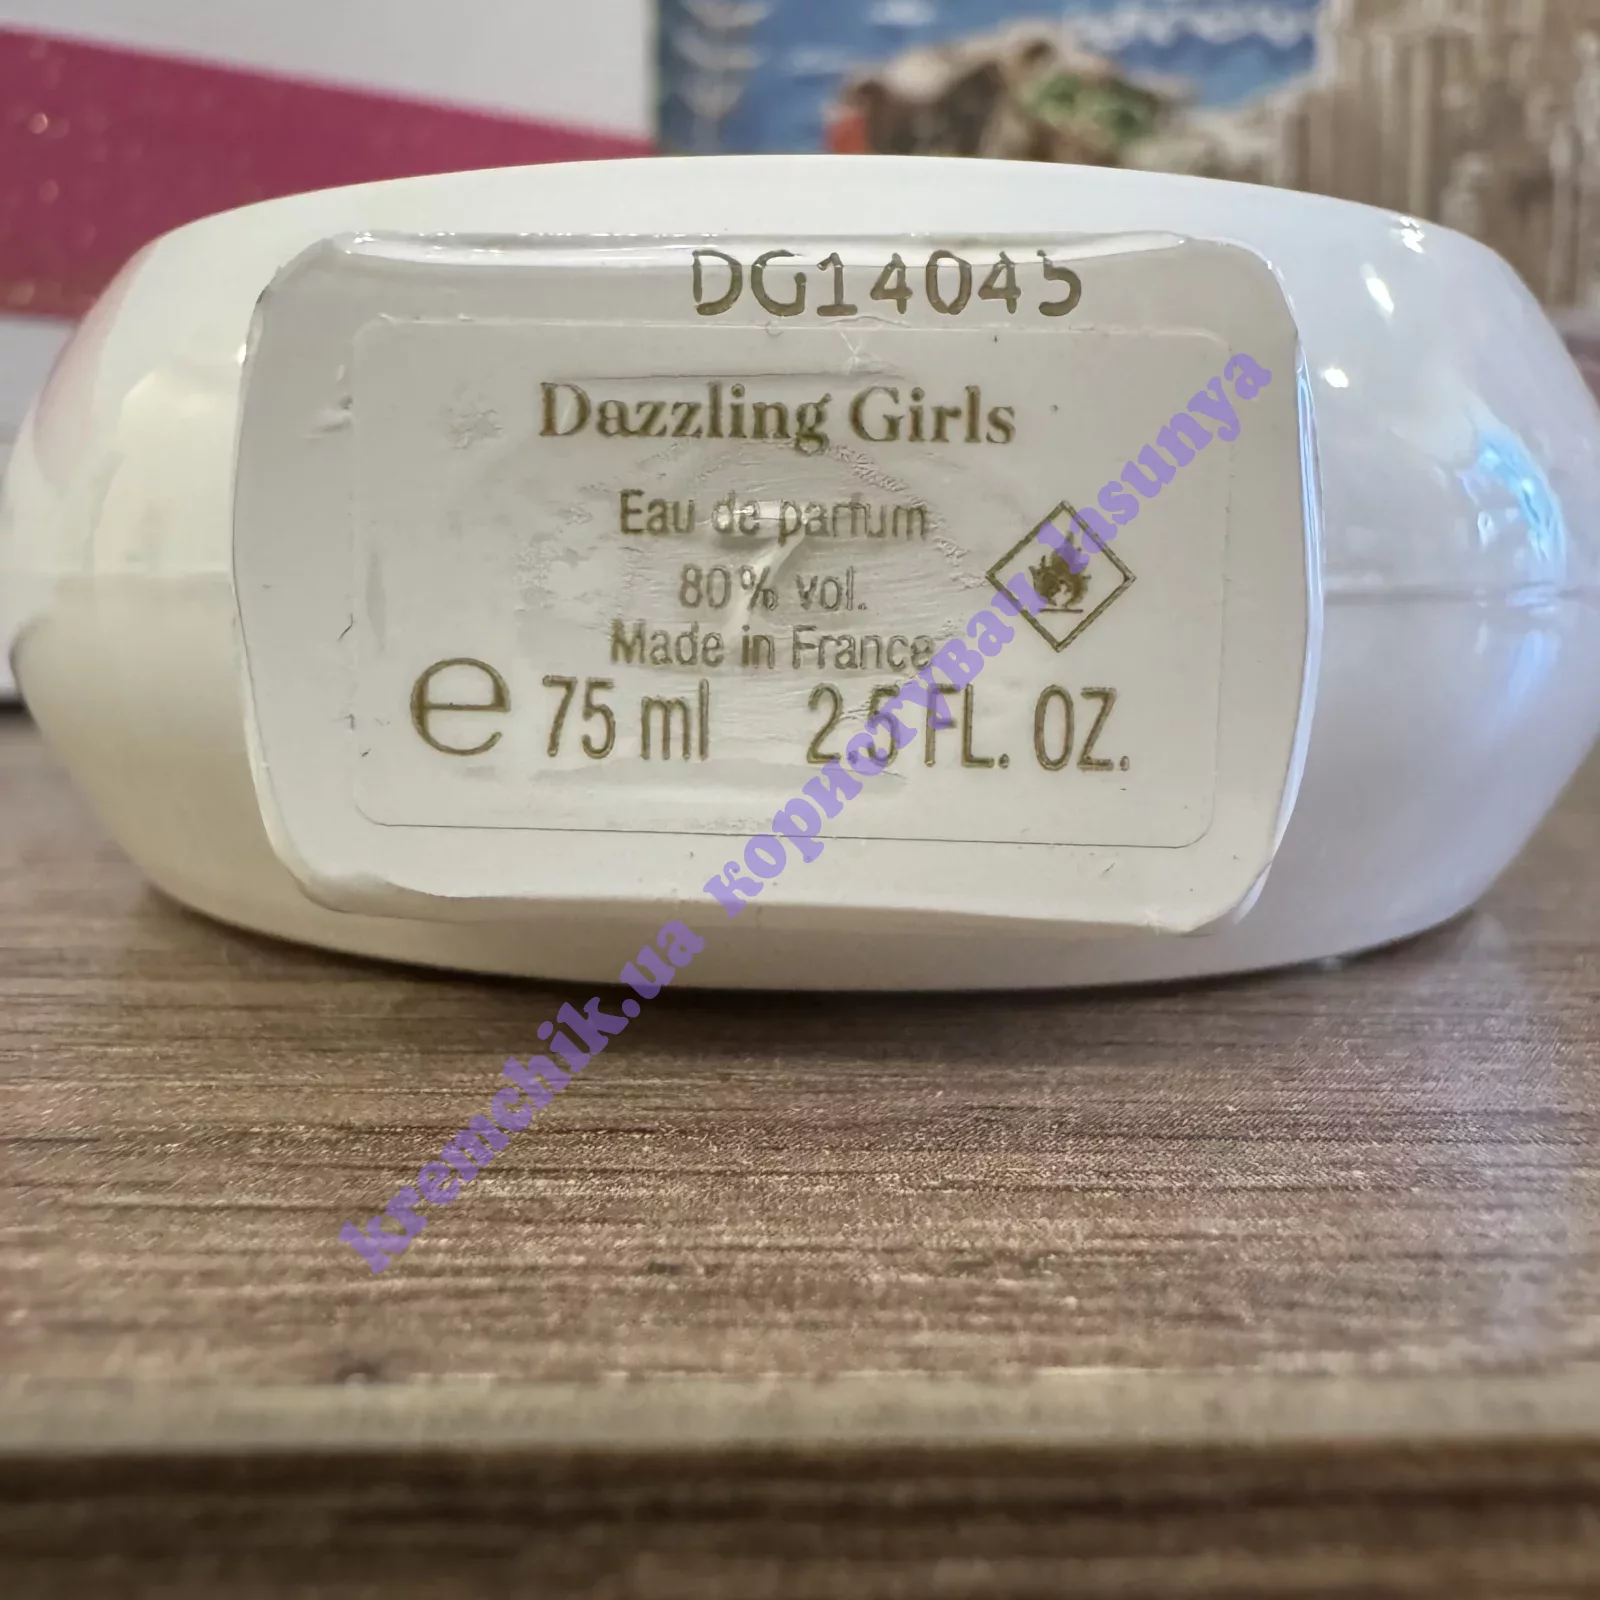 DG14045
Dazzling Girls
Eau de parfum
80% vol.
Made in France
e 75 ml 2.5 FL. OZ.
kremchik.ua користувач lasunya